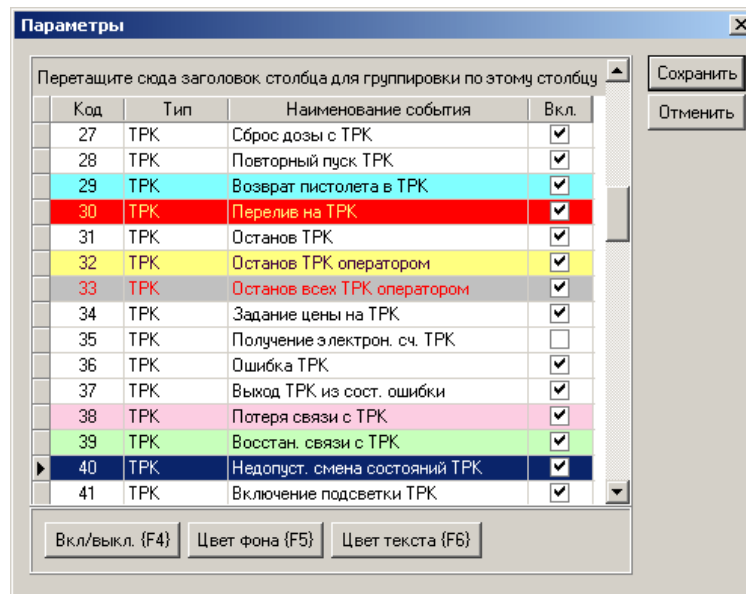 Параметры
Перетащите сюда заголовок столбца для группировки по этому столбцу
Сохранить
Отменить
Код Тип Наименование события Вкл.
27 ТРК Сброс дозы с ТРК
28 ТРК Повторный пуск ТРК
29 ТРК Возврат пистолета в ТРК
30 ТРК Перелив на ТРК
31 ТРК Останов ТРК
32 ТРК Останов ТРК оператором
33 ТРК Останов всех ТРК оператором
34 ТРК Задание цены на ТРК
35 ТРК Получение электрон. сч. ТРК
36 ТРК Ошибка ТРК
37 ТРК Выход ТРК из сост. ошибки
38 ТРК Потеря связи с ТРК
39 ТРК Восстан. связи с ТРК
40 ТРК Недопуст. смена состояний ТРК
41 ТРК Включение подсветки ТРК
Вкл/выкл. {F4} Цвет фона {F5} Цвет текста {F6}